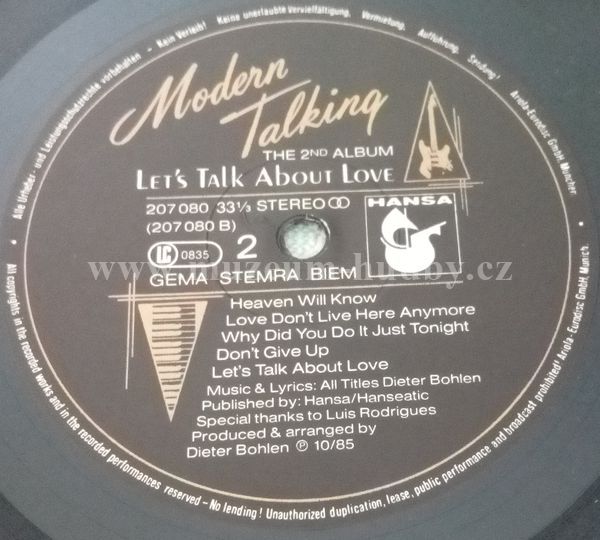 Alle Urheber- und Leistungsschutzrechte vorbehalten - Kein Verleih! Keine unerlaubte Vervielfältigung, Vermietung, Aufführung, Sendung! Ariola-Eurodisc GmbH, München
Modern
Talking
THE 2ND ALBUM
LET'S TALK ABOUT LOVE
207 080 33⅓ STEREO
(207 080 B)
LC 0835
2
HANSA
GEMA STEMRA BIEM
www.muzeum-hudby.cz
Heaven Will Know
Love Don't Live Here Anymore
Why Did You Do It Just Tonight
Don't Give Up
Let's Talk About Love
Music & Lyrics: All Titles Dieter Bohlen
Published by: Hansa/Hanseatic
Special thanks to Luis Rodrigues
Produced & arranged by
Dieter Bohlen ℗ 10/85
All copyrights in the recorded works and in the recorded performances reserved – No lending! Unauthorized duplication, lease, public performance and broadcast prohibited! Ariola - Eurodisc GmbH, Munich.